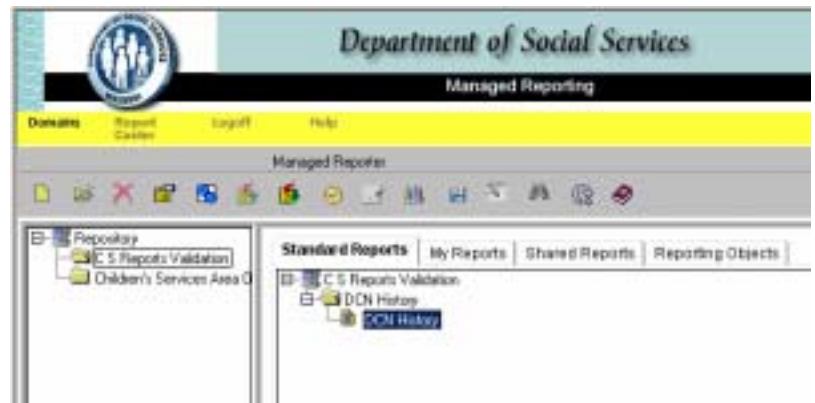 Department of Social Services
Managed Reporting
Domains Report Center Logoff Help
Managed Reporter
Repository
C S Reports Validation
Children's Services Area O
Standard Reports My Reports Shared Reports Reporting Objects
C S Reports Validation
DCN History
DCN History